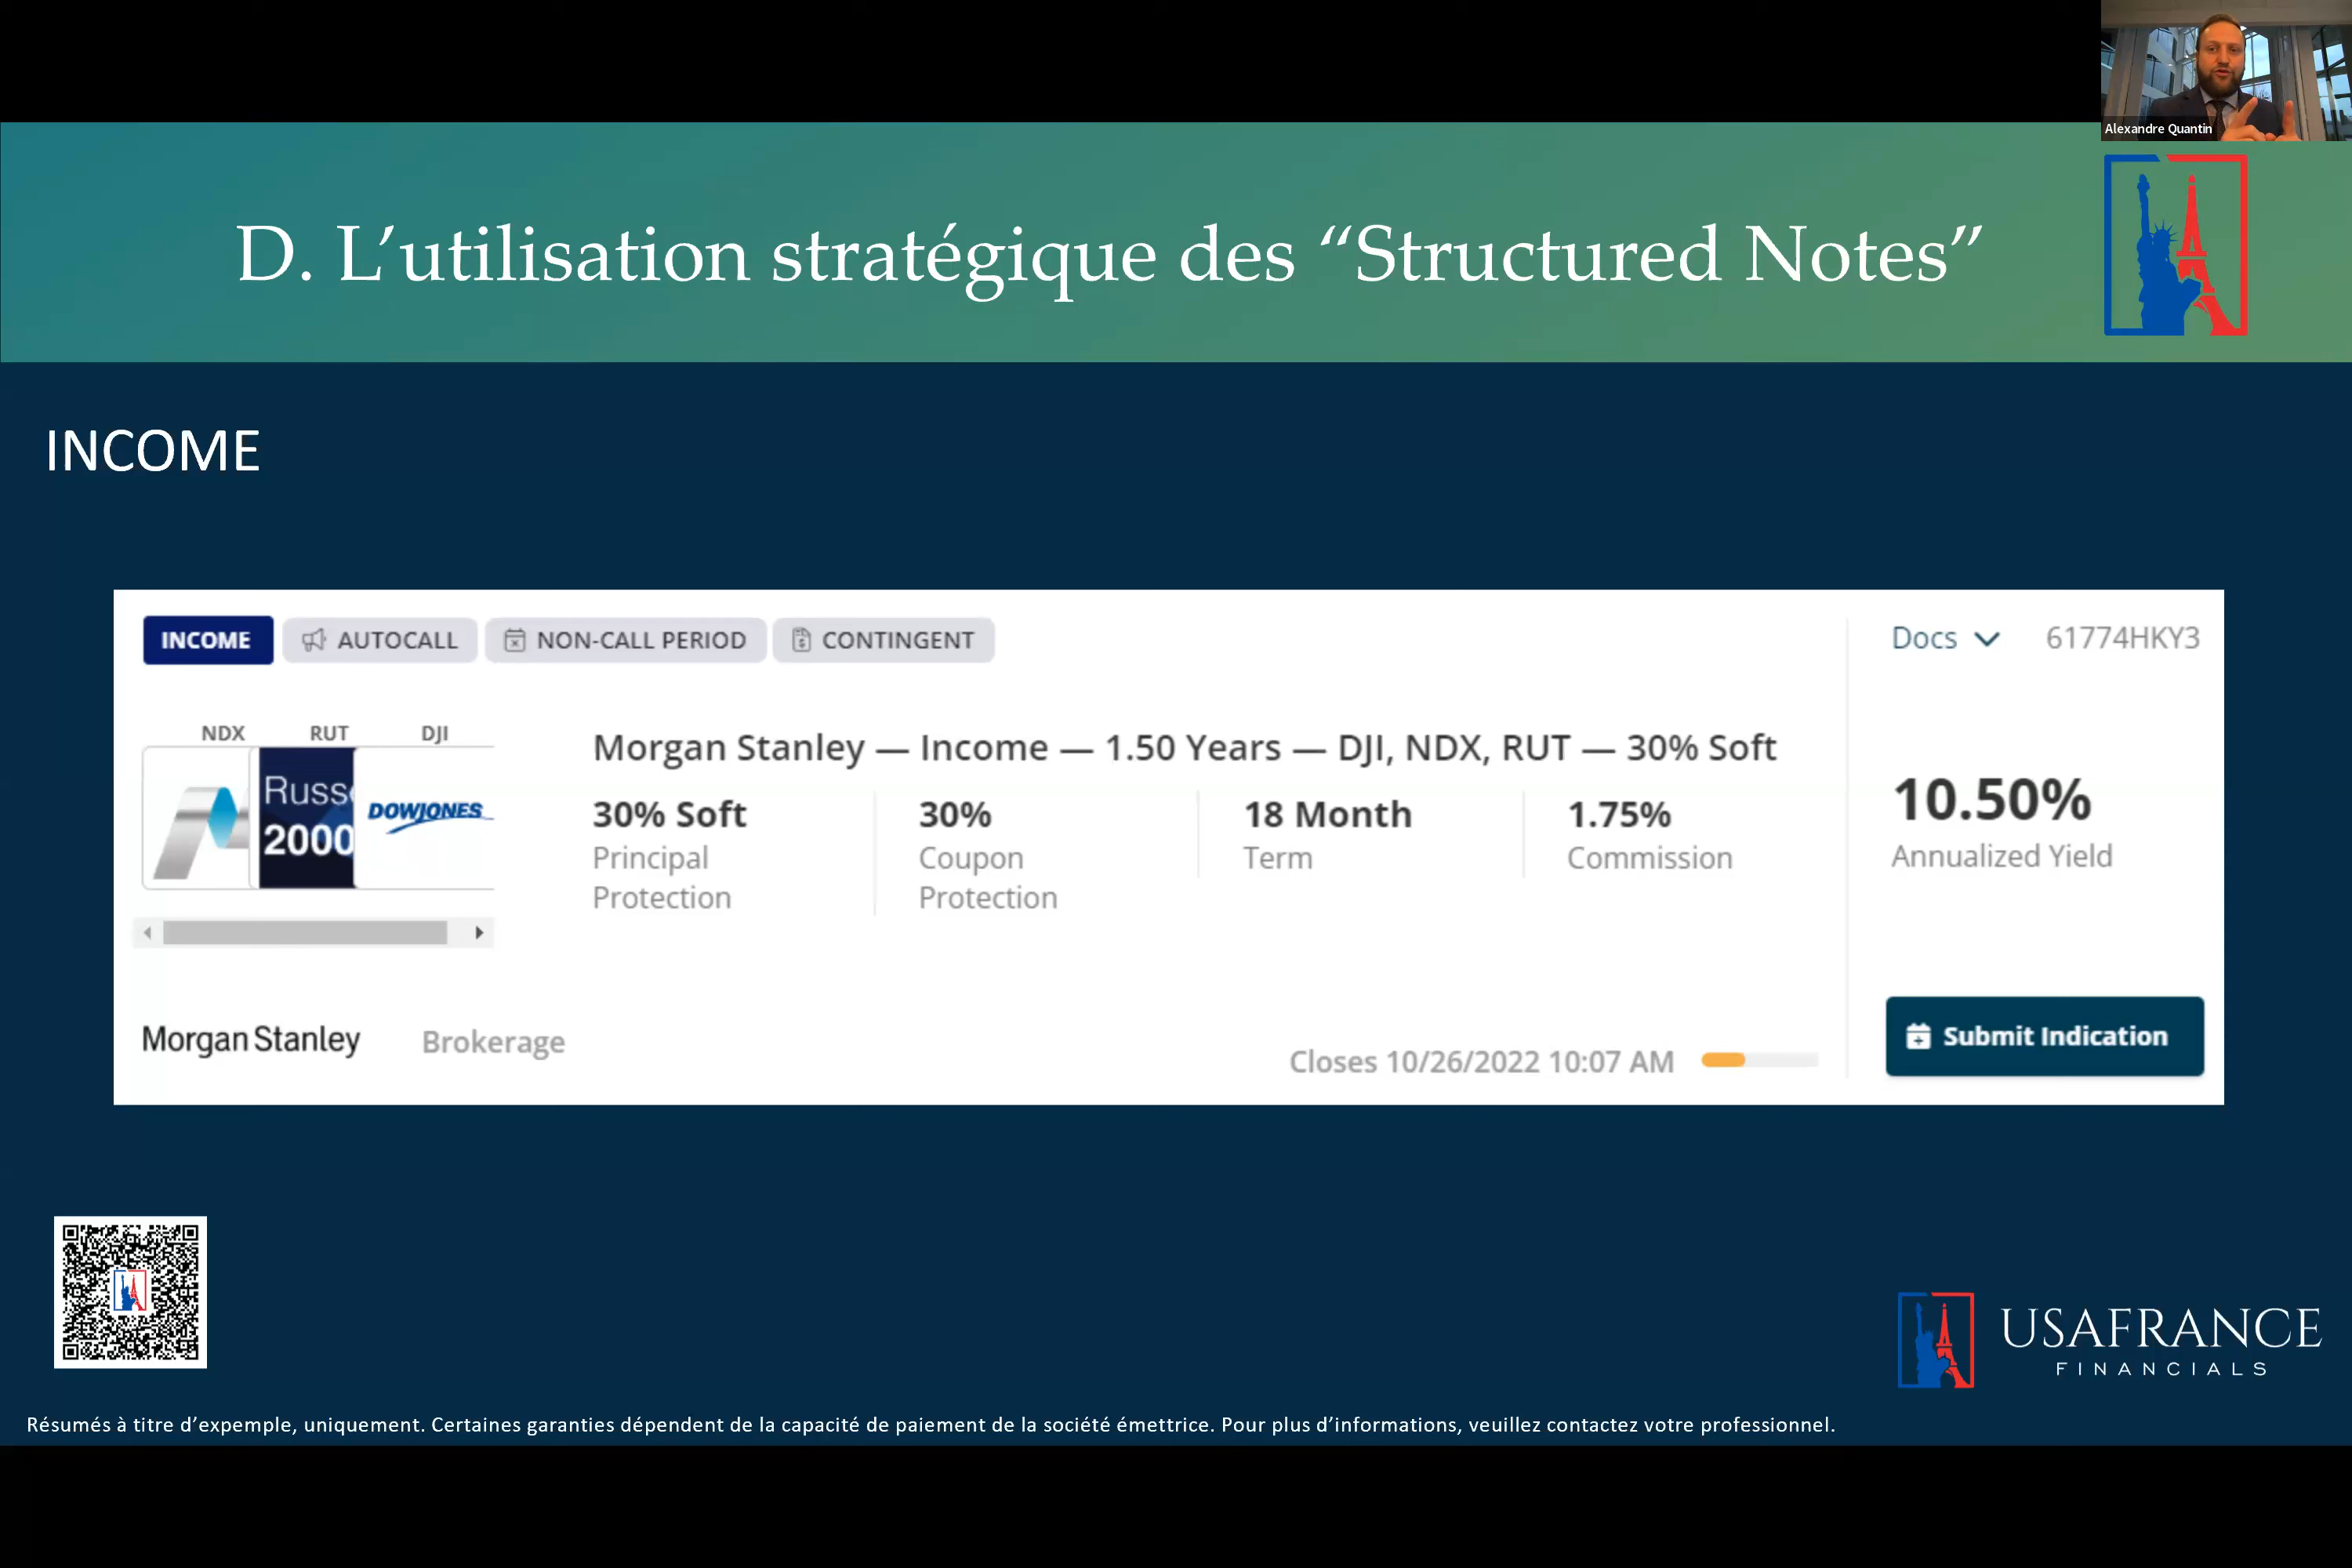 Alexandre Quantin
D. L’utilisation stratégique des “Structured Notes”
INCOME
INCOME
AUTOCALL
NON-CALL PERIOD
CONTINGENT
Docs
61774HKY3
NDX
RUT
DJI
Russe
2000
DOWJONES
Morgan Stanley — Income — 1.50 Years — DJI, NDX, RUT — 30% Soft
30% Soft
Principal
Protection
30%
Coupon
Protection
18 Month
Term
1.75%
Commission
10.50%
Annualized Yield
Morgan Stanley
Brokerage
Closes 10/26/2022 10:07 AM
Submit Indication
USAFRANCE
FINANCIALS
Résumés à titre d’expemple, uniquement. Certaines garanties dépendent de la capacité de paiement de la société émettrice. Pour plus d’informations, veuillez contactez votre professionnel.